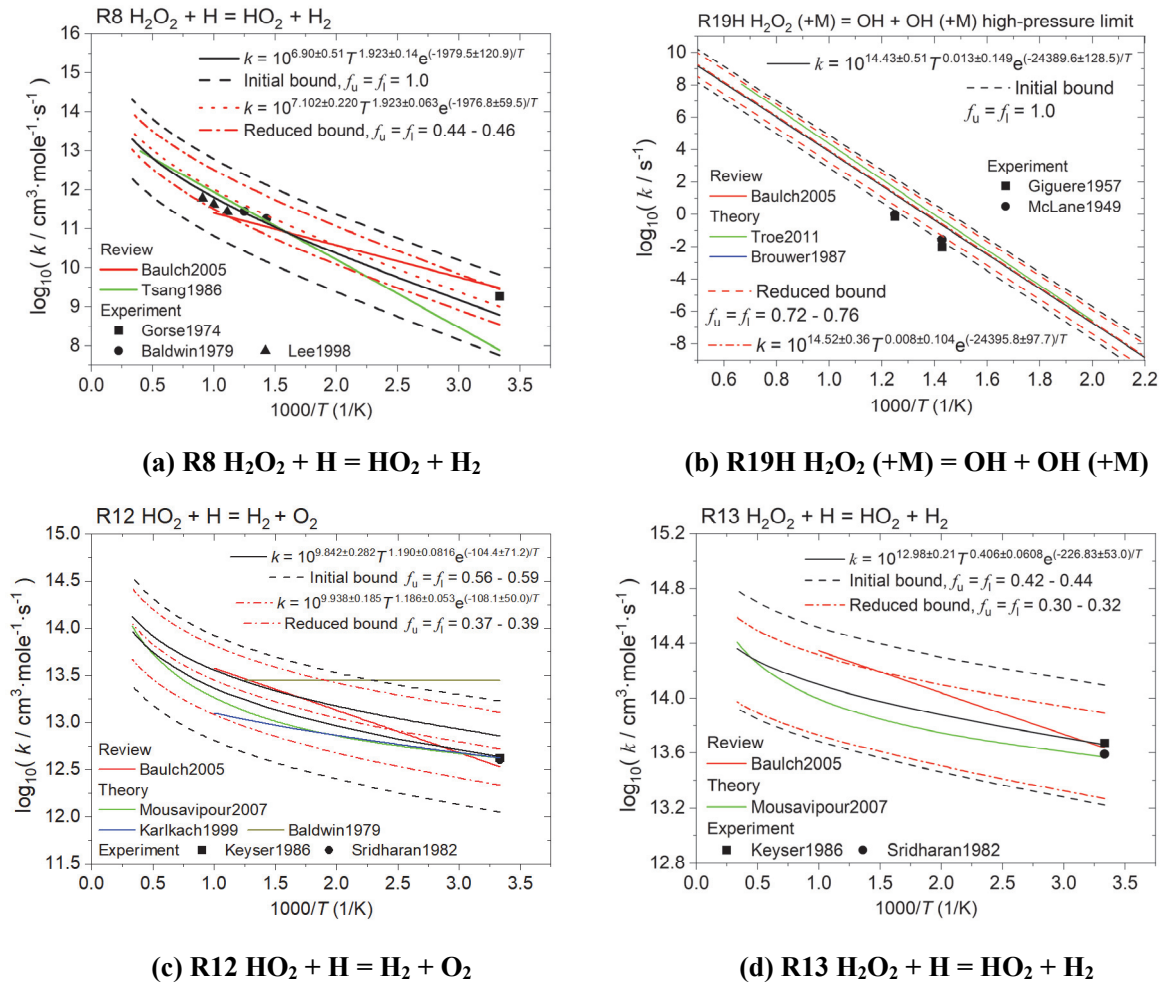 R8 H₂O₂ + H = HO₂ + H₂
k = 10^6.90±0.51 T^1.923±0.14 e^(-1979.5±120.9)/T
Initial bound, fᵤ = fₗ = 1.0
k = 10^7.102±0.220 T^1.923±0.063 e^(-1976.8±59.5)/T
Reduced bound, fᵤ = fₗ = 0.44 - 0.46
Review
Baulch2005
Tsang1986
Experiment
Gorse1974
Baldwin1979 Lee1998
log₁₀( k / cm³·mole⁻¹·s⁻¹ )
16
15
14
13
12
11
10
9
8
0.0 0.5 1.0 1.5 2.0 2.5 3.0 3.5
1000/T (1/K)
(a) R8 H₂O₂ + H = HO₂ + H₂
R19H H₂O₂ (+M) = OH + OH (+M) high-pressure limit
k = 10^14.43±0.51 T^0.013±0.149 e^(-24389.6±128.5)/T
Initial bound
fᵤ = fₗ = 1.0
Experiment
Giguere1957
McLane1949
Review
Baulch2005
Theory
Troe2011
Brouwer1987
Reduced bound
fᵤ = fₗ = 0.72 - 0.76
k = 10^14.52±0.36 T^0.008±0.104 e^(-24395.8±97.7)/T
log₁₀( k / s⁻¹ )
10
8
6
4
2
0
-2
-4
-6
-8
0.6 0.8 1.0 1.2 1.4 1.6 1.8 2.0 2.2
1000/T (1/K)
(b) R19H H₂O₂ (+M) = OH + OH (+M)
R12 HO₂ + H = H₂ + O₂
k = 10^9.842±0.282 T^1.190±0.0816 e^(-104.4±71.2)/T
Initial bound fᵤ = fₗ = 0.56 - 0.59
k = 10^9.938±0.185 T^1.186±0.053 e^(-108.1±50.0)/T
Reduced bound fᵤ = fₗ = 0.37 - 0.39
Review
Baulch2005
Theory
Mousavipour2007
Karlkach1999 Baldwin1979
Experiment Keyser1986 Sridharan1982
log₁₀( k / cm³·mole⁻¹·s⁻¹ )
15.0
14.5
14.0
13.5
13.0
12.5
12.0
11.5
0.0 0.5 1.0 1.5 2.0 2.5 3.0 3.5
1000/T (1/K)
(c) R12 HO₂ + H = H₂ + O₂
R13 H₂O₂ + H = HO₂ + H₂
k = 10^12.98±0.21 T^0.406±0.0608 e^(-226.83±53.0)/T
Initial bound, fᵤ = fₗ = 0.42 - 0.44
Reduced bound, fᵤ = fₗ = 0.30 - 0.32
Review
Baulch2005
Theory
Mousavipour2007
Experiment
Keyser1986 Sridharan1982
log₁₀( k / cm³·mole⁻¹·s⁻¹ )
15.2
14.8
14.4
14.0
13.6
13.2
12.8
0.0 0.5 1.0 1.5 2.0 2.5 3.0 3.5
1000/T (1/K)
(d) R13 H₂O₂ + H = HO₂ + H₂